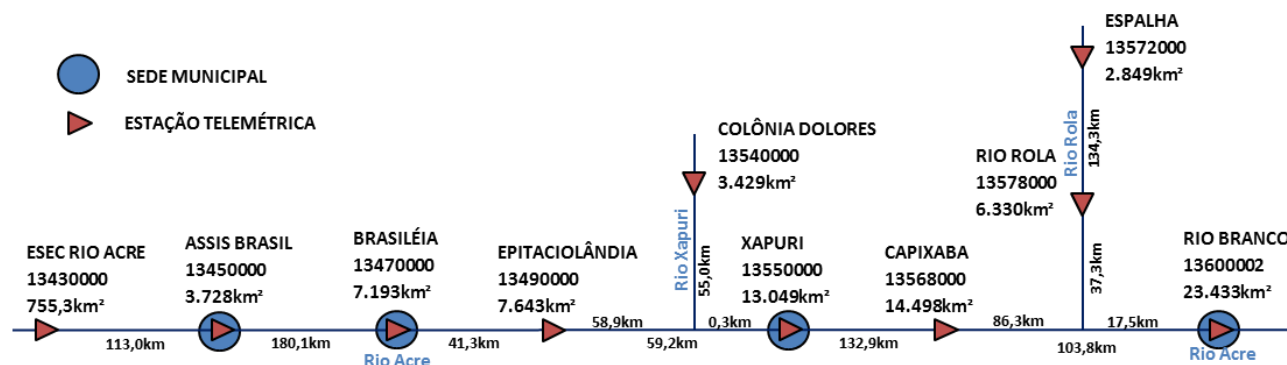 SEDE MUNICIPAL
ESTAÇÃO TELEMÉTRICA
ESPALHA
13572000
2.849km²
Rio Rola
134,3km
COLÔNIA DOLORES
13540000
3.429km²
RIO ROLA
13578000
6.330km²
Rio Xapuri
55,0km
37,3km
ESEC RIO ACRE
13430000
755,3km²
ASSIS BRASIL
13450000
3.728km²
BRASILÉIA
13470000
7.193km²
EPITACIOLÂNDIA
13490000
7.643km²
XAPURI
13550000
13.049km²
CAPIXABA
13568000
14.498km²
RIO BRANCO
13600002
23.433km²
58,9km
0,3km
86,3km
17,5km
113,0km
180,1km
41,3km
59,2km
132,9km
103,8km
Rio Acre
Rio Acre